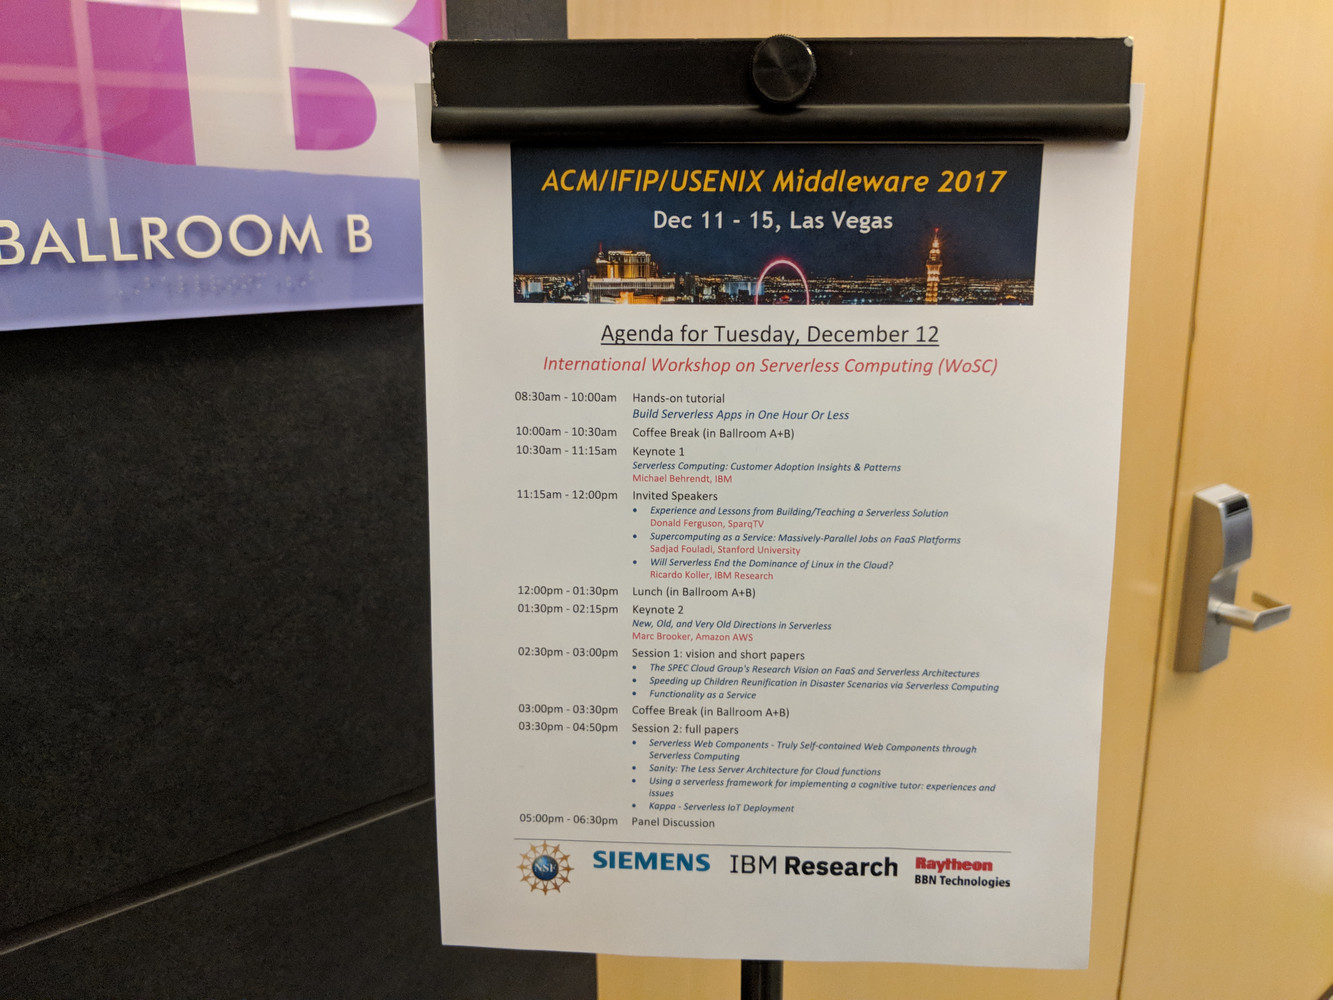 B
BALLROOM B
ACM/IFIP/USENIX Middleware 2017
Dec 11 - 15, Las Vegas
Agenda for Tuesday, December 12
International Workshop on Serverless Computing (WoSC)
08:30am - 10:00am Hands-on tutorial
Build Serverless Apps in One Hour Or Less
10:00am - 10:30am Coffee Break (in Ballroom A+B)
10:30am - 11:15am Keynote 1
Serverless Computing: Customer Adoption Insights & Patterns
Michael Behrendt, IBM
11:15am - 12:00pm Invited Speakers
• Experience and Lessons from Building/Teaching a Serverless Solution
Donald Ferguson, SparqTV
• Supercomputing as a Service: Massively-Parallel Jobs on FaaS Platforms
Sadjad Fouladi, Stanford University
• Will Serverless End the Dominance of Linux in the Cloud?
Ricardo Koller, IBM Research
12:00pm - 01:30pm Lunch (in Ballroom A+B)
01:30pm - 02:15pm Keynote 2
New, Old, and Very Old Directions in Serverless
Marc Brooker, Amazon AWS
02:30pm - 03:00pm Session 1: vision and short papers
• The SPEC Cloud Group's Research Vision on FaaS and Serverless Architectures
• Speeding up Children Reunification in Disaster Scenarios via Serverless Computing
• Functionality as a Service
03:00pm - 03:30pm Coffee Break (in Ballroom A+B)
03:30pm - 04:50pm Session 2: full papers
• Serverless Web Components - Truly Self-contained Web Components through
Serverless Computing
• Sanity: The Less Server Architecture for Cloud functions
• Using a serverless framework for implementing a cognitive tutor: experiences and
issues
• Kappa - Serverless IoT Deployment
05:00pm - 06:30pm Panel Discussion
NSF SIEMENS IBM Research Raytheon
BBN Technologies